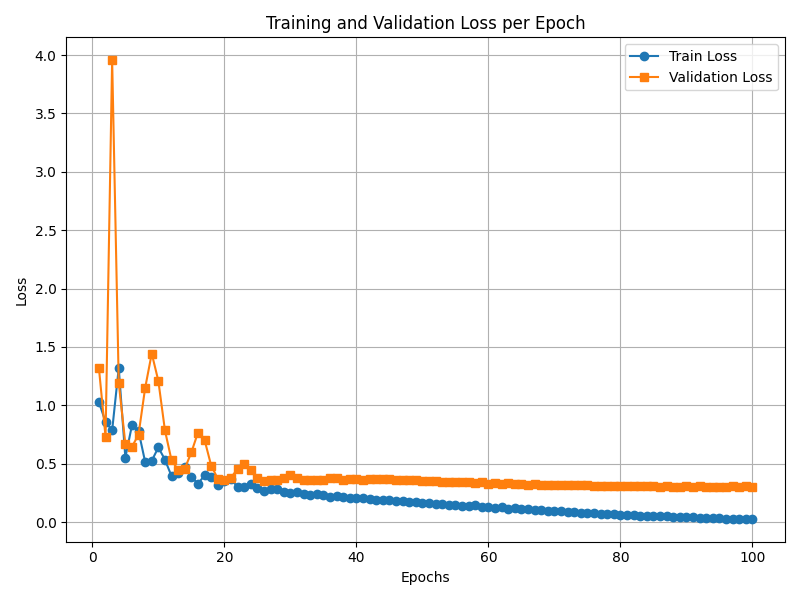 Training and Validation Loss per Epoch
Train Loss
Validation Loss
4.0
3.5
3.0
2.5
2.0
1.5
1.0
0.5
0.0
Loss
0 20 40 60 80 100
Epochs